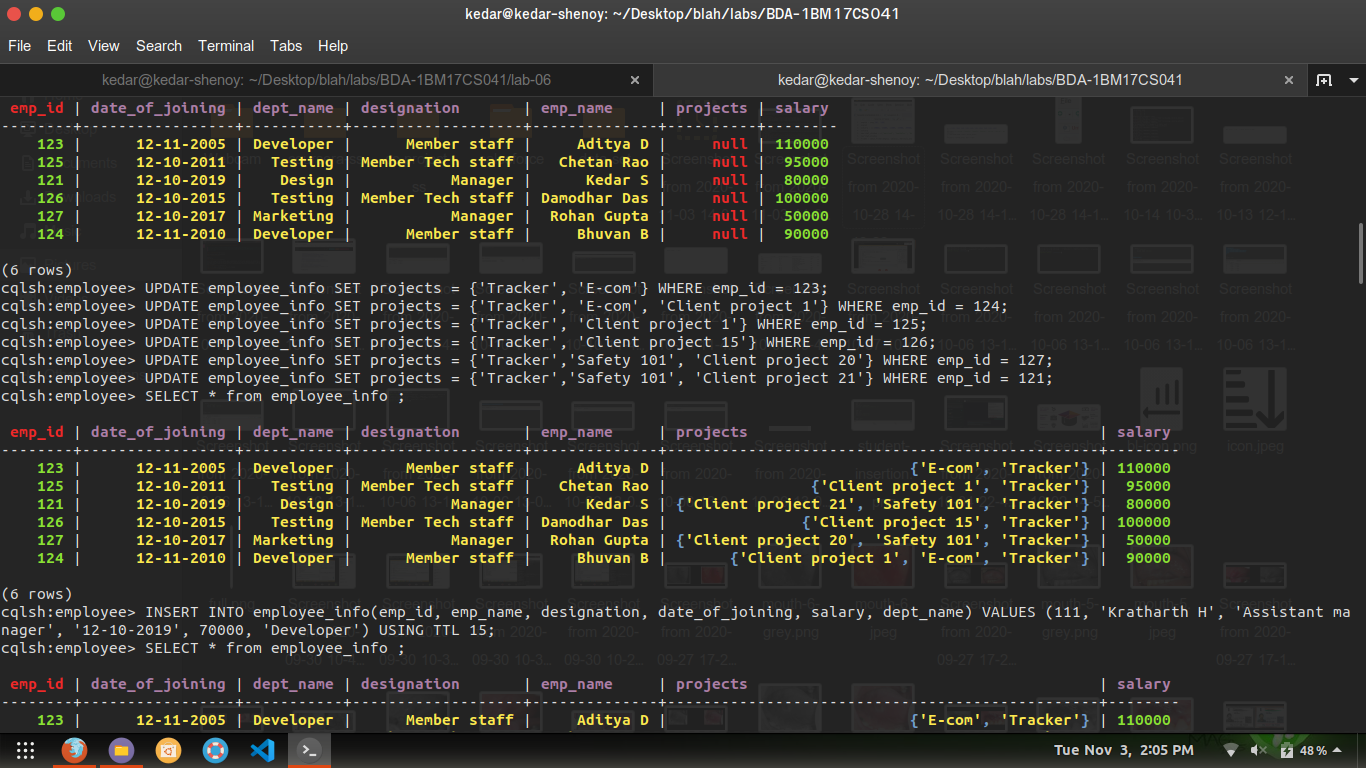 kedar@kedar-shenoy: ~/Desktop/blah/labs/BDA-1BM17CS041
File Edit View Search Terminal Tabs Help
kedar@kedar-shenoy: ~/Desktop/blah/labs/BDA-1BM17CS041/lab-06 × kedar@kedar-shenoy: ~/Desktop/blah/labs/BDA-1BM17CS041 ×
emp_id | date_of_joining | dept_name | designation | emp_name | projects | salary
--------+-----------------+-----------+-------------------+--------------+----------+--------
123 | 12-11-2005 | Developer | Member staff | Aditya D | null | 110000
125 | 12-10-2011 | Testing | Member Tech staff | Chetan Rao | null | 95000
121 | 12-10-2019 | Design | Manager | Kedar S | null | 80000
126 | 12-10-2015 | Testing | Member Tech staff | Damodhar Das | null | 100000
127 | 12-10-2017 | Marketing | Manager | Rohan Gupta | null | 50000
124 | 12-11-2010 | Developer | Member staff | Bhuvan B | null | 90000
(6 rows)
cqlsh:employee> UPDATE employee_info SET projects = {'Tracker', 'E-com'} WHERE emp_id = 123;
cqlsh:employee> UPDATE employee_info SET projects = {'Tracker', 'E-com', 'Client project 1'} WHERE emp_id = 124;
cqlsh:employee> UPDATE employee_info SET projects = {'Tracker', 'Client project 1'} WHERE emp_id = 125;
cqlsh:employee> UPDATE employee_info SET projects = {'Tracker', 'Client project 15'} WHERE emp_id = 126;
cqlsh:employee> UPDATE employee_info SET projects = {'Tracker','Safety 101', 'Client project 20'} WHERE emp_id = 127;
cqlsh:employee> UPDATE employee_info SET projects = {'Tracker','Safety 101', 'Client project 21'} WHERE emp_id = 121;
cqlsh:employee> SELECT * from employee_info ;
emp_id | date_of_joining | dept_name | designation | emp_name | projects | salary
--------+-----------------+-----------+-------------------+--------------+------------------------------------------------+--------
123 | 12-11-2005 | Developer | Member staff | Aditya D | {'E-com', 'Tracker'} | 110000
125 | 12-10-2011 | Testing | Member Tech staff | Chetan Rao | {'Client project 1', 'Tracker'} | 95000
121 | 12-10-2019 | Design | Manager | Kedar S | {'Client project 21', 'Safety 101', 'Tracker'} | 80000
126 | 12-10-2015 | Testing | Member Tech staff | Damodhar Das | {'Client project 15', 'Tracker'} | 100000
127 | 12-10-2017 | Marketing | Manager | Rohan Gupta | {'Client project 20', 'Safety 101', 'Tracker'} | 50000
124 | 12-11-2010 | Developer | Member staff | Bhuvan B | {'Client project 1', 'E-com', 'Tracker'} | 90000
(6 rows)
cqlsh:employee> INSERT INTO employee_info(emp_id, emp_name, designation, date_of_joining, salary, dept_name) VALUES (111, 'Kratharth H', 'Assistant ma
nager', '12-10-2019', 70000, 'Developer') USING TTL 15;
cqlsh:employee> SELECT * from employee_info ;
emp_id | date_of_joining | dept_name | designation | emp_name | projects | salary
--------+-----------------+-----------+-------------------+--------------+------------------------------------------------+--------
123 | 12-11-2005 | Developer | Member staff | Aditya D | {'E-com', 'Tracker'} | 110000
Tue Nov 3, 2:05 PM 48%